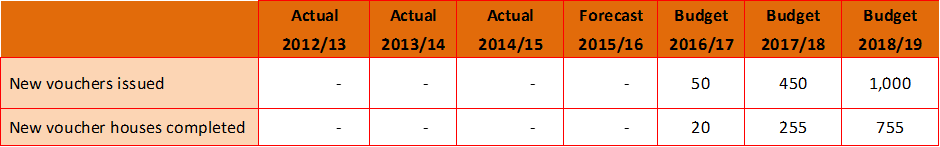 Actual Actual Actual Forecast Budget Budget Budget
2012/13 2013/14 2014/15 2015/16 2016/17 2017/18 2018/19
New vouchers issued - - - - 50 450 1,000
New voucher houses completed - - - - 20 255 755